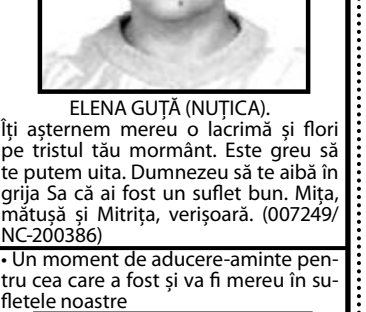 ELENA GUȚĂ (NUȚICA).
Îți așternem mereu o lacrimă și flori
pe tristul tău mormânt. Este greu să
te putem uita. Dumnezeu să te aibă în
grija Sa că ai fost un suflet bun. Mița,
mătușă și Mitrița, verișoară. (007249/
NC-200386)
• Un moment de aducere-aminte pen-
tru cea care a fost și va fi mereu în su-
fletele noastre